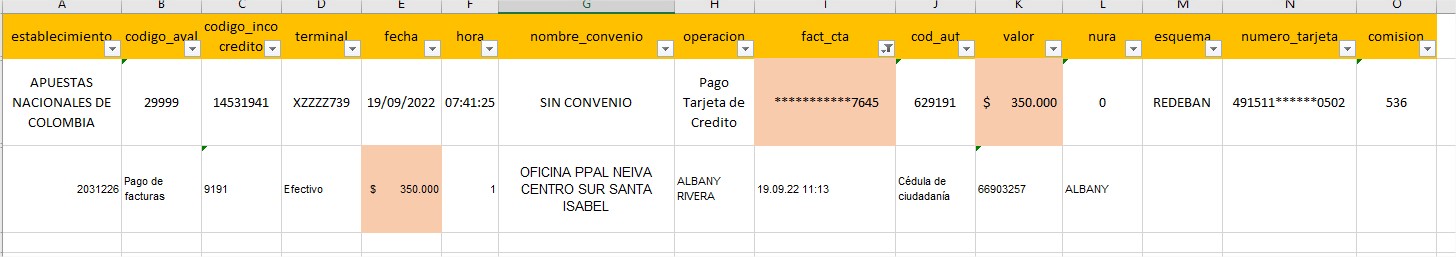 A B C D E F G H I J K L M N O
establecimiento codigo_aval codigo_inco credito terminal fecha hora nombre_convenio operacion fact_cta cod_aut valor nura esquema numero_tarjeta comision
APUESTAS NACIONALES DE COLOMBIA 29999 14531941 XZZZZ739 19/09/2022 07:41:25 SIN CONVENIO Pago Tarjeta de Credito ***********7645 629191 $ 350.000 0 REDEBAN 491511******0502 536
2031226 Pago de facturas 9191 Efectivo $ 350.000 1 OFICINA PPAL NEIVA CENTRO SUR SANTA ISABEL ALBANY RIVERA 19.09.22 11:13 Cédula de ciudadanía 66903257 ALBANY